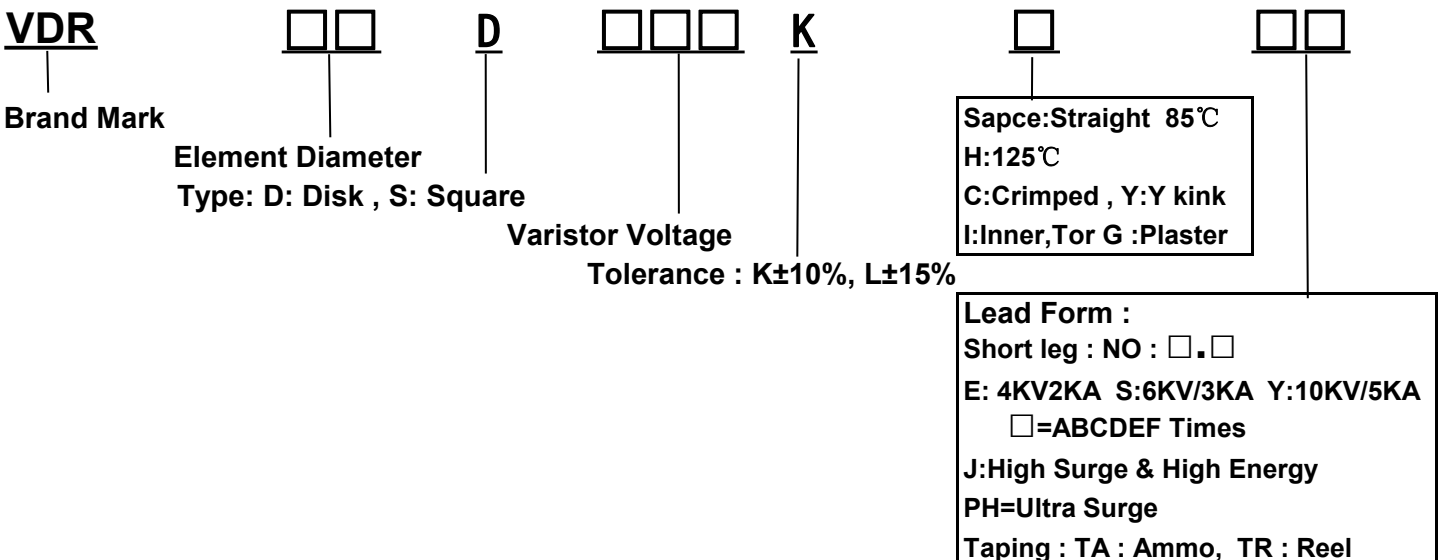 VDR □□ D □□□ K □ □□
Brand Mark
Element Diameter
Type: D: Disk , S: Square
Varistor Voltage
Tolerance : K±10%, L±15%
Sapce:Straight 85℃
H:125℃
C:Crimped , Y:Y kink
I:Inner,Tor G :Plaster
Lead Form :
Short leg : NO : □.□
E: 4KV2KA S:6KV/3KA Y:10KV/5KA
□=ABCDEF Times
J:High Surge & High Energy
PH=Ultra Surge
Taping : TA : Ammo, TR : Reel